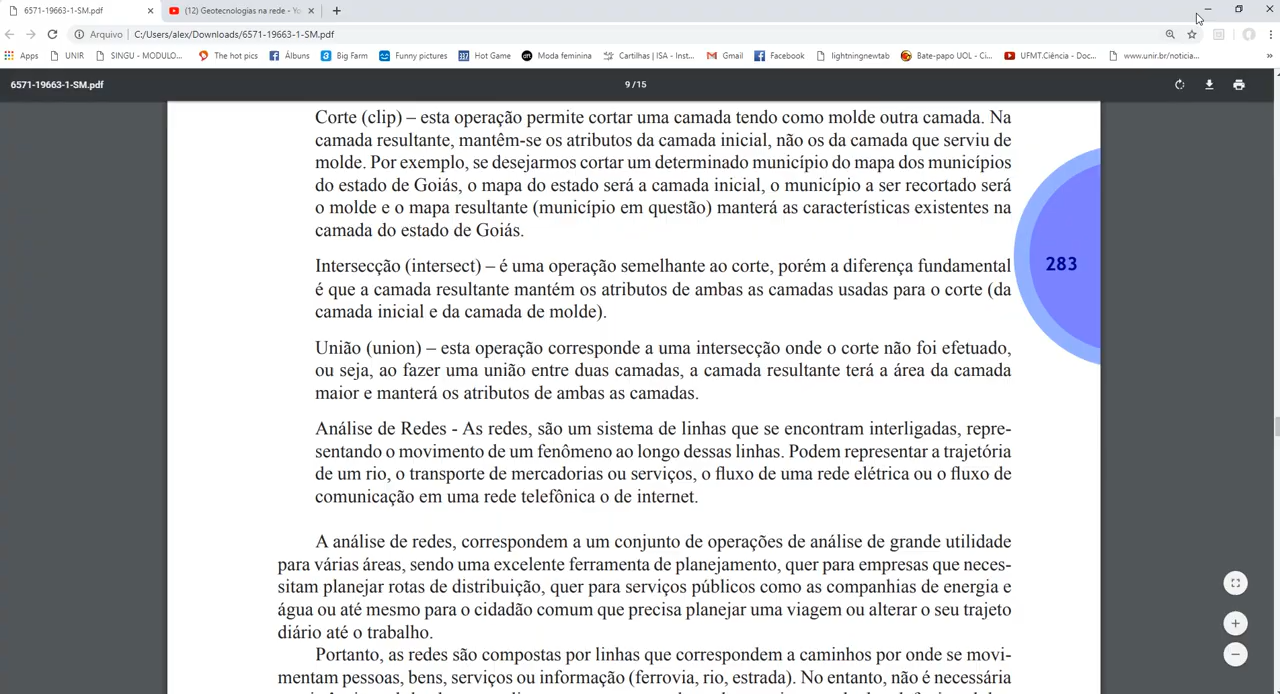 6571-19663-1-SM.pdf
(12) Geotecnologias na rede - Yo
Arquivo | C:/Users/alex/Downloads/6571-19663-1-SM.pdf
Apps UNIR SINGU - MODULO... The hot pics Álbuns Big Farm Funny pictures Hot Game Moda feminina Cartilhas | ISA - Inst... Gmail Facebook lightningnewtab Bate-papo UOL - Ci... UFMT.Ciência - Doc... www.unir.br/noticia... »
6571-19663-1-SM.pdf 9 / 15
Corte (clip) – esta operação permite cortar uma camada tendo como molde outra camada. Na
camada resultante, mantêm-se os atributos da camada inicial, não os da camada que serviu de
molde. Por exemplo, se desejarmos cortar um determinado município do mapa dos municípios
do estado de Goiás, o mapa do estado será a camada inicial, o município a ser recortado será
o molde e o mapa resultante (município em questão) manterá as características existentes na
camada do estado de Goiás.
Intersecção (intersect) – é uma operação semelhante ao corte, porém a diferença fundamental
é que a camada resultante mantém os atributos de ambas as camadas usadas para o corte (da
camada inicial e da camada de molde).
283
União (union) – esta operação corresponde a uma intersecção onde o corte não foi efetuado,
ou seja, ao fazer uma união entre duas camadas, a camada resultante terá a área da camada
maior e manterá os atributos de ambas as camadas.
Análise de Redes - As redes, são um sistema de linhas que se encontram interligadas, repre-
sentando o movimento de um fenômeno ao longo dessas linhas. Podem representar a trajetória
de um rio, o transporte de mercadorias ou serviços, o fluxo de uma rede elétrica ou o fluxo de
comunicação em uma rede telefônica o de internet.
A análise de redes, correspondem a um conjunto de operações de análise de grande utilidade
para várias áreas, sendo uma excelente ferramenta de planejamento, quer para empresas que neces-
sitam planejar rotas de distribuição, quer para serviços públicos como as companhias de energia e
água ou até mesmo para o cidadão comum que precisa planejar uma viagem ou alterar o seu trajeto
diário até o trabalho.
Portanto, as redes são compostas por linhas que correspondem a caminhos por onde se movi-
mentam pessoas, bens, serviços ou informação (ferrovia, rio, estrada). No entanto, não é necessária